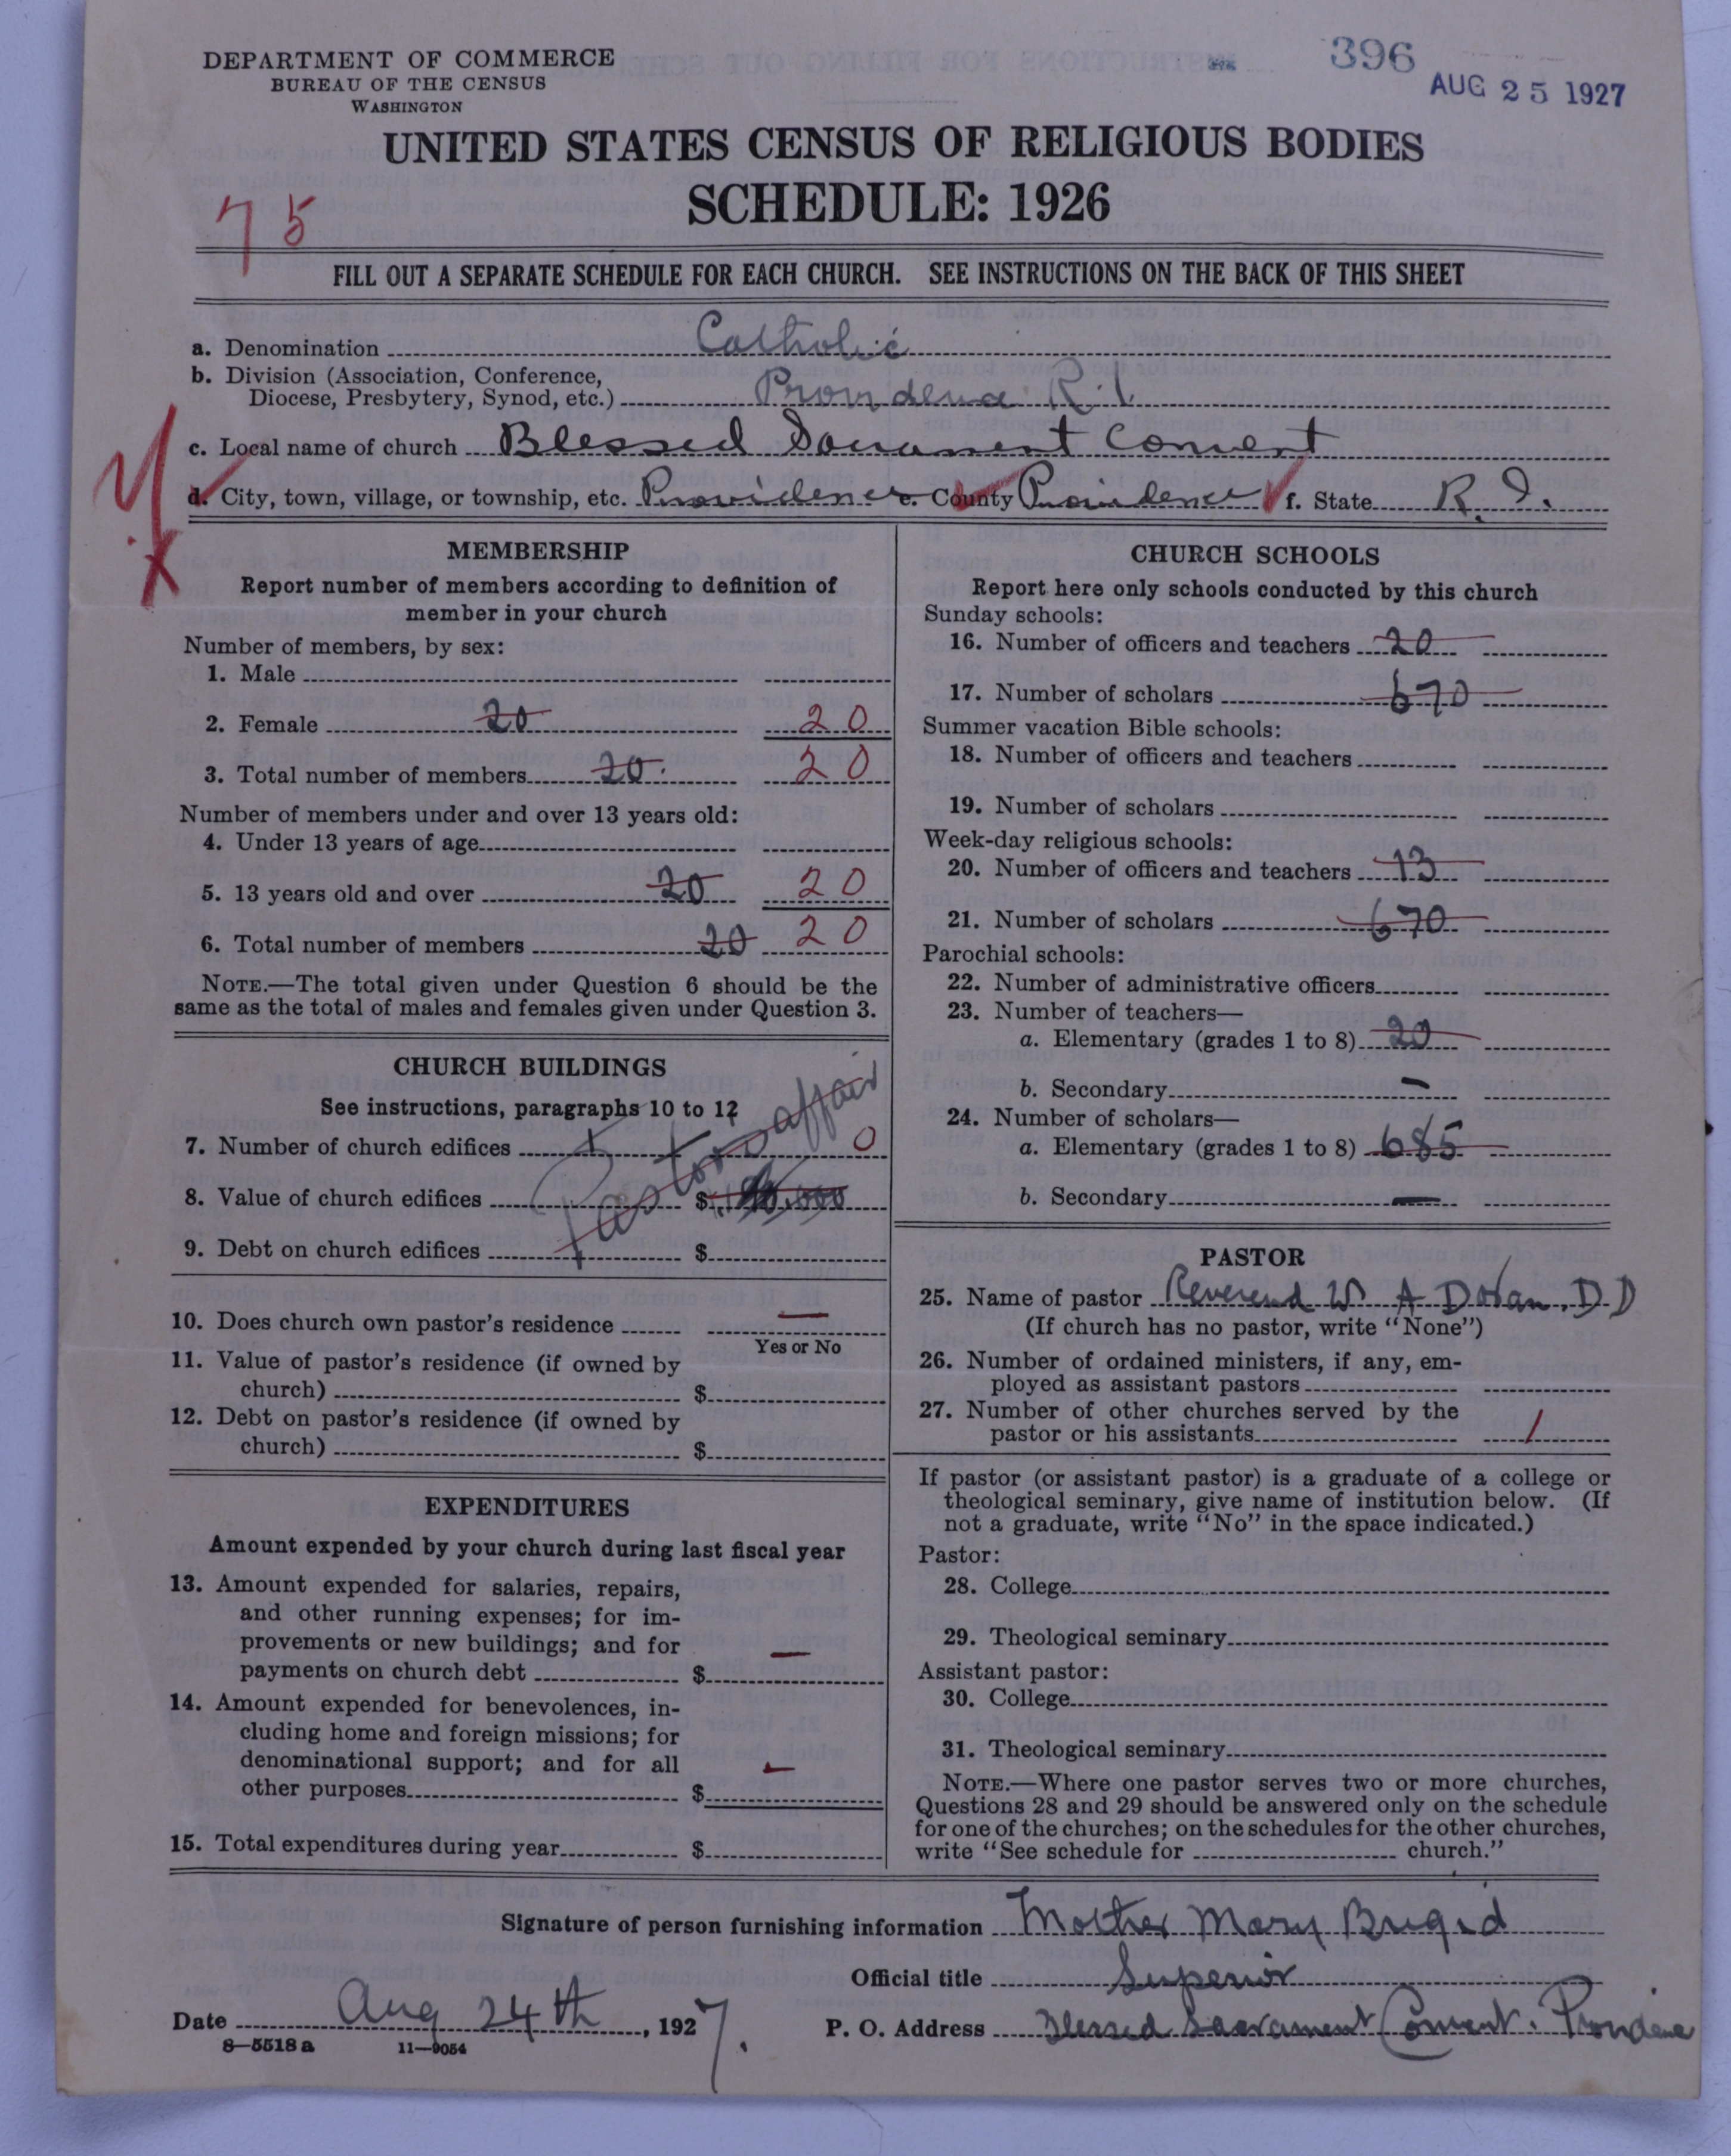 DEPARTMENT OF COMMERCE
BUREAU OF THE CENSUS
WASHINGTON
396
AUG 25 1927
UNITED STATES CENSUS OF RELIGIOUS BODIES
SCHEDULE: 1926
75
FILL OUT A SEPARATE SCHEDULE FOR EACH CHURCH. SEE INSTRUCTIONS ON THE BACK OF THIS SHEET
a. Denomination Catholic
b. Division (Association, Conference,
Diocese, Presbytery, Synod, etc.) Providence R.I.
c. Local name of church Blessed Sacrament Convent
d. City, town, village, or township, etc. Providence e. County Providence f. State R. I.
MEMBERSHIP
Report number of members according to definition of
member in your church
Number of members, by sex:
1. Male
2. Female 20 20
3. Total number of members 20 20
Number of members under and over 13 years old:
4. Under 13 years of age
5. 13 years old and over 20 20
6. Total number of members 20 20
NOTE.—The total given under Question 6 should be the
same as the total of males and females given under Question 3.
CHURCH BUILDINGS
See instructions, paragraphs 10 to 12
Pastors affair
7. Number of church edifices 0
8. Value of church edifices $
9. Debt on church edifices $
10. Does church own pastor's residence —
Yes or No
11. Value of pastor's residence (if owned by
church) $
12. Debt on pastor's residence (if owned by
church) $
EXPENDITURES
Amount expended by your church during last fiscal year
13. Amount expended for salaries, repairs,
and other running expenses; for im-
provements or new buildings; and for
payments on church debt $ —
14. Amount expended for benevolences, in-
cluding home and foreign missions; for
denominational support; and for all
other purposes $ —
15. Total expenditures during year $
CHURCH SCHOOLS
Report here only schools conducted by this church
Sunday schools:
16. Number of officers and teachers 20
17. Number of scholars 670
Summer vacation Bible schools:
18. Number of officers and teachers
19. Number of scholars
Week-day religious schools:
20. Number of officers and teachers 13
21. Number of scholars 670
Parochial schools:
22. Number of administrative officers
23. Number of teachers—
a. Elementary (grades 1 to 8) 20
b. Secondary —
24. Number of scholars—
a. Elementary (grades 1 to 8) 685
b. Secondary —
PASTOR
25. Name of pastor Reverend W A Doran. D.D
(If church has no pastor, write "None")
26. Number of ordained ministers, if any, em-
ployed as assistant pastors
27. Number of other churches served by the
pastor or his assistants 1
If pastor (or assistant pastor) is a graduate of a college or
theological seminary, give name of institution below. (If
not a graduate, write "No" in the space indicated.)
Pastor:
28. College
29. Theological seminary
Assistant pastor:
30. College
31. Theological seminary
NOTE.—Where one pastor serves two or more churches,
Questions 28 and 29 should be answered only on the schedule
for one of the churches; on the schedules for the other churches,
write "See schedule for church."
Signature of person furnishing information Mother Mary Brigid
Official title Superior
Date Aug 24th, 1927.
P. O. Address Blessed Sacrament Convent. Providence
8—5518 a 11—9054